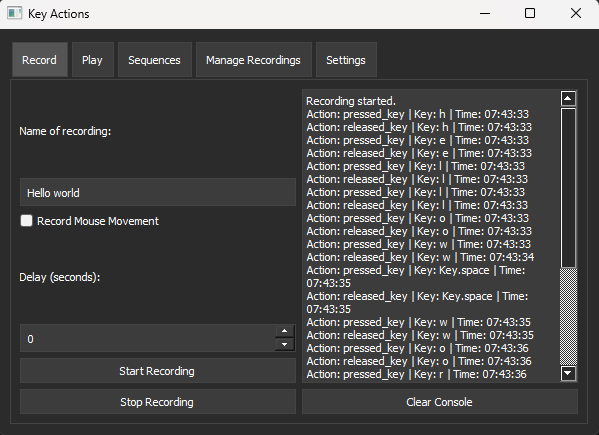 Key Actions
Record
Play
Sequences
Manage Recordings
Settings
Name of recording:
Hello world
Record Mouse Movement
Delay (seconds):
0
Start Recording
Stop Recording
Recording started.
Action: pressed_key | Key: h | Time: 07:43:33
Action: released_key | Key: h | Time: 07:43:33
Action: pressed_key | Key: e | Time: 07:43:33
Action: released_key | Key: e | Time: 07:43:33
Action: pressed_key | Key: l | Time: 07:43:33
Action: released_key | Key: l | Time: 07:43:33
Action: pressed_key | Key: l | Time: 07:43:33
Action: released_key | Key: l | Time: 07:43:33
Action: pressed_key | Key: o | Time: 07:43:33
Action: released_key | Key: o | Time: 07:43:33
Action: pressed_key | Key: w | Time: 07:43:33
Action: released_key | Key: w | Time: 07:43:34
Action: pressed_key | Key: Key.space | Time:
07:43:35
Action: released_key | Key: Key.space | Time:
07:43:35
Action: pressed_key | Key: w | Time: 07:43:35
Action: released_key | Key: w | Time: 07:43:35
Action: pressed_key | Key: o | Time: 07:43:36
Action: released_key | Key: o | Time: 07:43:36
Action: pressed_key | Key: r | Time: 07:43:36
Clear Console